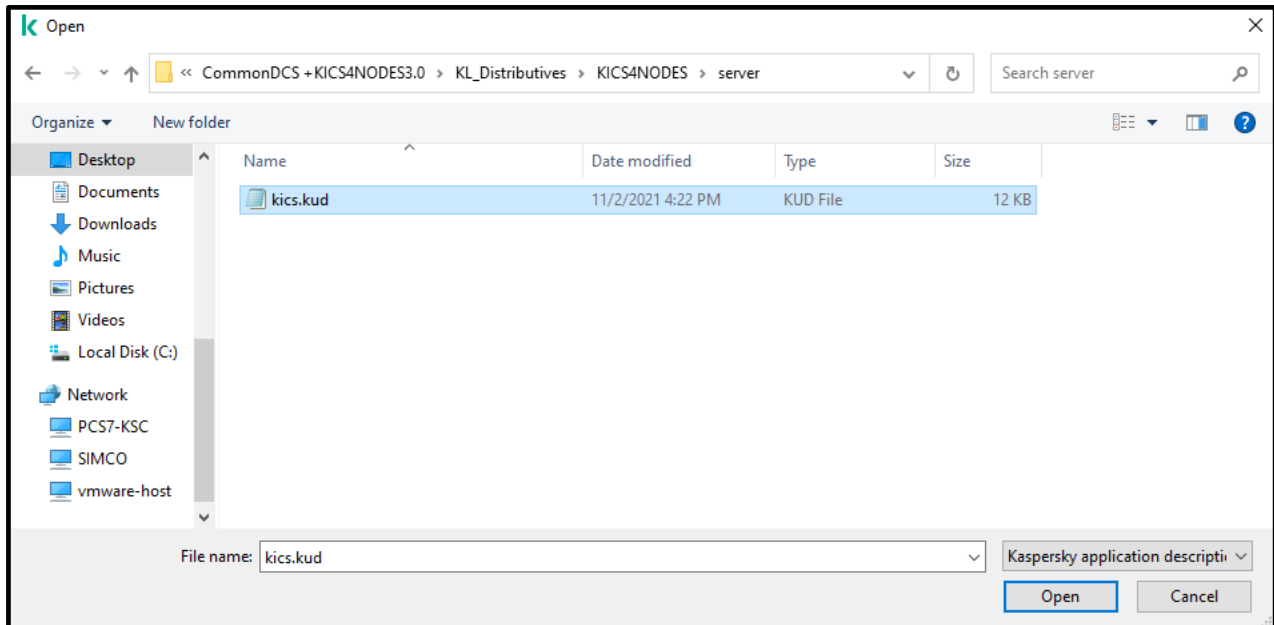 Open
« CommonDCS +KICS4NODES3.0 › KL_Distributives › KICS4NODES › server
Search server
Organize
New folder
Name
Date modified
Type
Size
kics.kud
11/2/2021 4:22 PM
KUD File
12 KB
Desktop
Documents
Downloads
Music
Pictures
Videos
Local Disk (C:)
Network
PCS7-KSC
SIMCO
vmware-host
File name:
kics.kud
Kaspersky application descripti
Open
Cancel